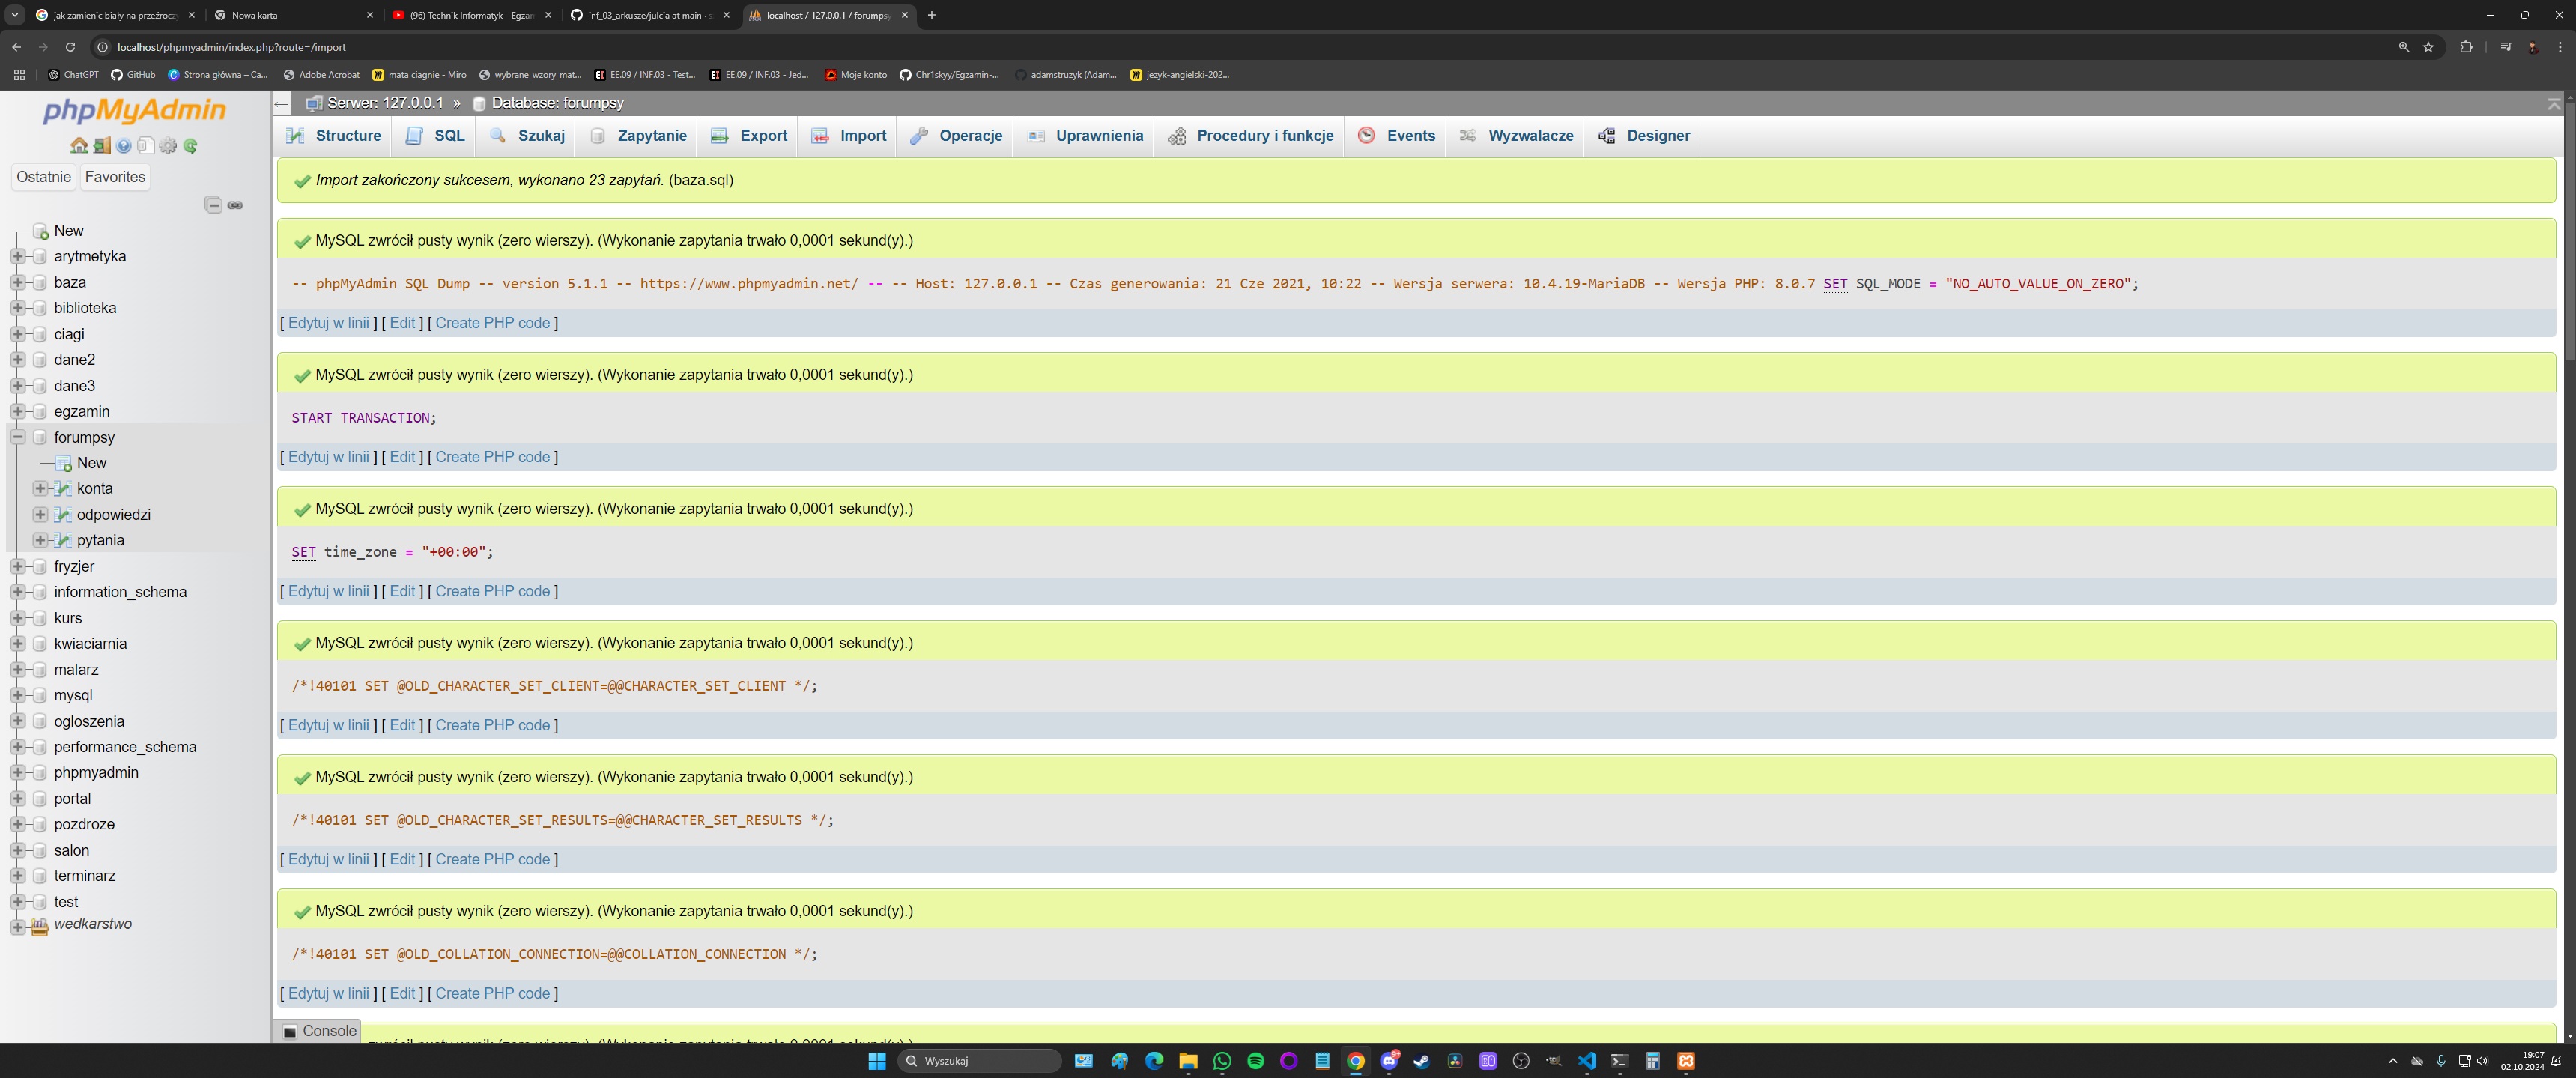 jak zamienic biały na przeźroczy
Nowa karta
(96) Technik Informatyk - Egzan
inf_03_arkusze/julcia at main · s
localhost / 127.0.0.1 / forumpsy
localhost/phpmyadmin/index.php?route=/import
ChatGPT
GitHub
Strona główna – Ca...
Adobe Acrobat
mata ciagnie - Miro
wybrane_wzory_mat...
EE.09 / INF.03 - Test...
EE.09 / INF.03 - Jed...
Moje konto
Chr1skyy/Egzamin-...
adamstruzyk (Adam...
jezyk-angielski-202...
phpMyAdmin
Ostatnie Favorites
New
arytmetyka
baza
biblioteka
ciagi
dane2
dane3
egzamin
forumpsy
New
konta
odpowiedzi
pytania
fryzjer
information_schema
kurs
kwiaciarnia
malarz
mysql
ogloszenia
performance_schema
phpmyadmin
portal
pozdroze
salon
terminarz
test
wedkarstwo
Serwer: 127.0.0.1 » Database: forumpsy
Structure SQL Szukaj Zapytanie Export Import Operacje Uprawnienia Procedury i funkcje Events Wyzwalacze Designer
Import zakończony sukcesem, wykonano 23 zapytań. (baza.sql)
MySQL zwrócił pusty wynik (zero wierszy). (Wykonanie zapytania trwało 0,0001 sekund(y).)
-- phpMyAdmin SQL Dump -- version 5.1.1 -- https://www.phpmyadmin.net/ -- -- Host: 127.0.0.1 -- Czas generowania: 21 Cze 2021, 10:22 -- Wersja serwera: 10.4.19-MariaDB -- Wersja PHP: 8.0.7 SET SQL_MODE = "NO_AUTO_VALUE_ON_ZERO";
[ Edytuj w linii ] [ Edit ] [ Create PHP code ]
MySQL zwrócił pusty wynik (zero wierszy). (Wykonanie zapytania trwało 0,0001 sekund(y).)
START TRANSACTION;
[ Edytuj w linii ] [ Edit ] [ Create PHP code ]
MySQL zwrócił pusty wynik (zero wierszy). (Wykonanie zapytania trwało 0,0001 sekund(y).)
SET time_zone = "+00:00";
[ Edytuj w linii ] [ Edit ] [ Create PHP code ]
MySQL zwrócił pusty wynik (zero wierszy). (Wykonanie zapytania trwało 0,0001 sekund(y).)
/*!40101 SET @OLD_CHARACTER_SET_CLIENT=@@CHARACTER_SET_CLIENT */;
[ Edytuj w linii ] [ Edit ] [ Create PHP code ]
MySQL zwrócił pusty wynik (zero wierszy). (Wykonanie zapytania trwało 0,0001 sekund(y).)
/*!40101 SET @OLD_CHARACTER_SET_RESULTS=@@CHARACTER_SET_RESULTS */;
[ Edytuj w linii ] [ Edit ] [ Create PHP code ]
MySQL zwrócił pusty wynik (zero wierszy). (Wykonanie zapytania trwało 0,0001 sekund(y).)
/*!40101 SET @OLD_COLLATION_CONNECTION=@@COLLATION_CONNECTION */;
[ Edytuj w linii ] [ Edit ] [ Create PHP code ]
Console
Wyszukaj
19:07
02.10.2024